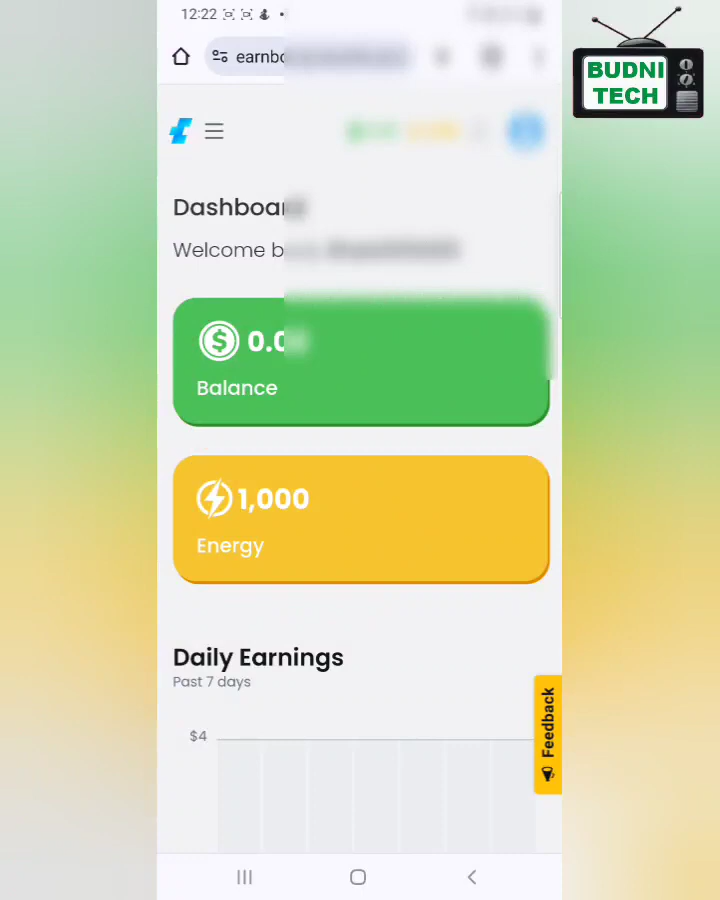 12:22
BUDNI
TECH
earnb
Dashboar
Welcome b
0.0
Balance
1,000
Energy
Daily Earnings
Past 7 days
Feedback
$4